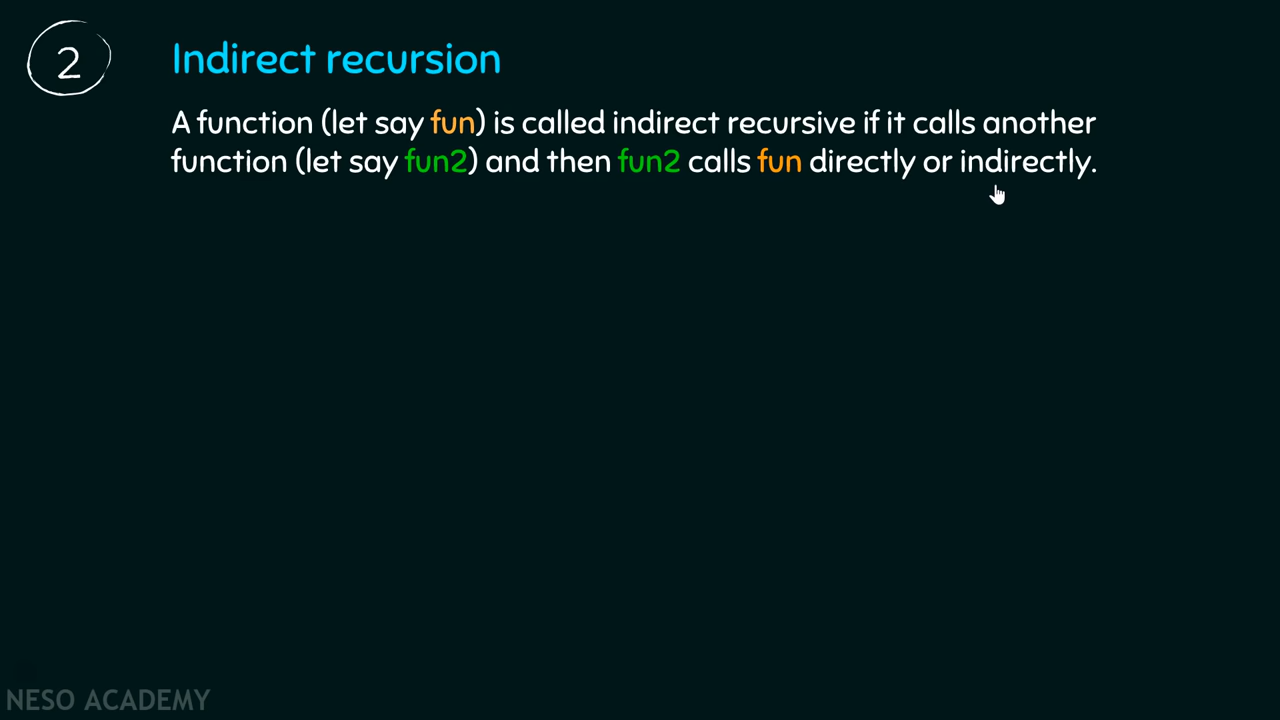 2
Indirect recursion
A function (let say fun) is called indirect recursive if it calls another
function (let say fun2) and then fun2 calls fun directly or indirectly.
NESO ACADEMY